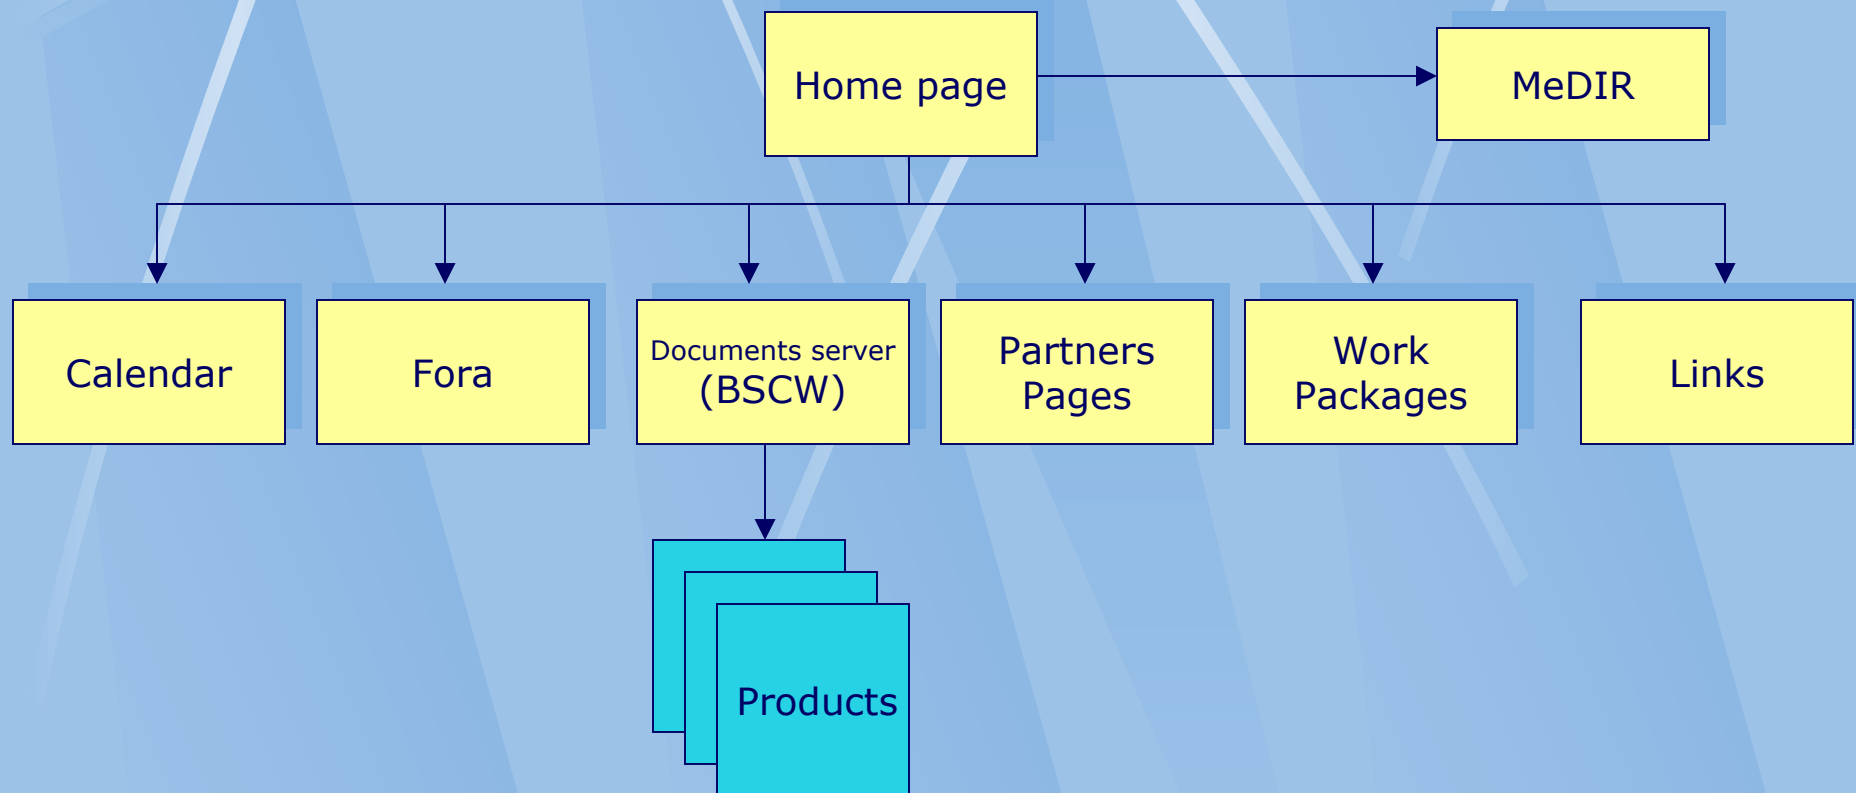 Home page
MeDIR
Calendar
Fora
Documents server
(BSCW)
Partners
Pages
Work
Packages
Links
Products